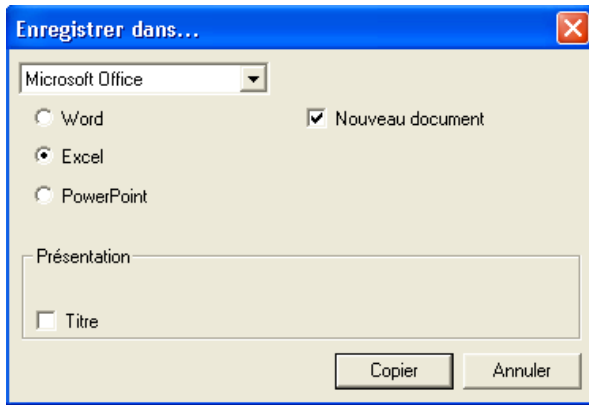 Enregistrer dans...
Microsoft Office
Word
Nouveau document
Excel
PowerPoint
Présentation
Titre
Copier
Annuler